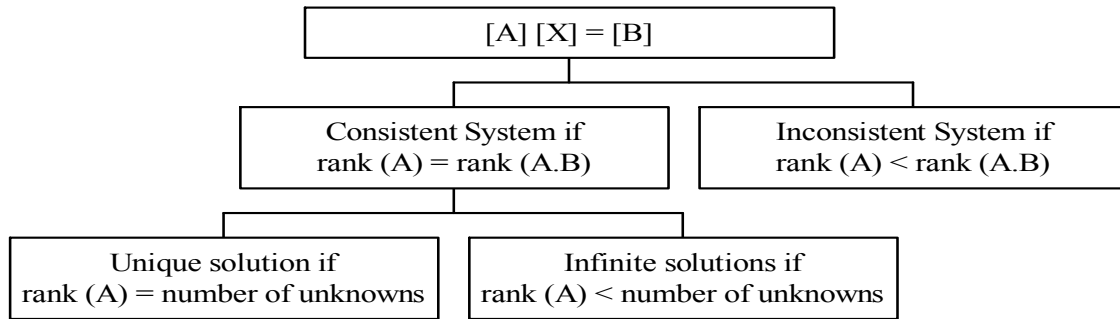 [A] [X] = [B]
Consistent System if
rank (A) = rank (A.B)
Inconsistent System if
rank (A) < rank (A.B)
Unique solution if
rank (A) = number of unknowns
Infinite solutions if
rank (A) < number of unknowns